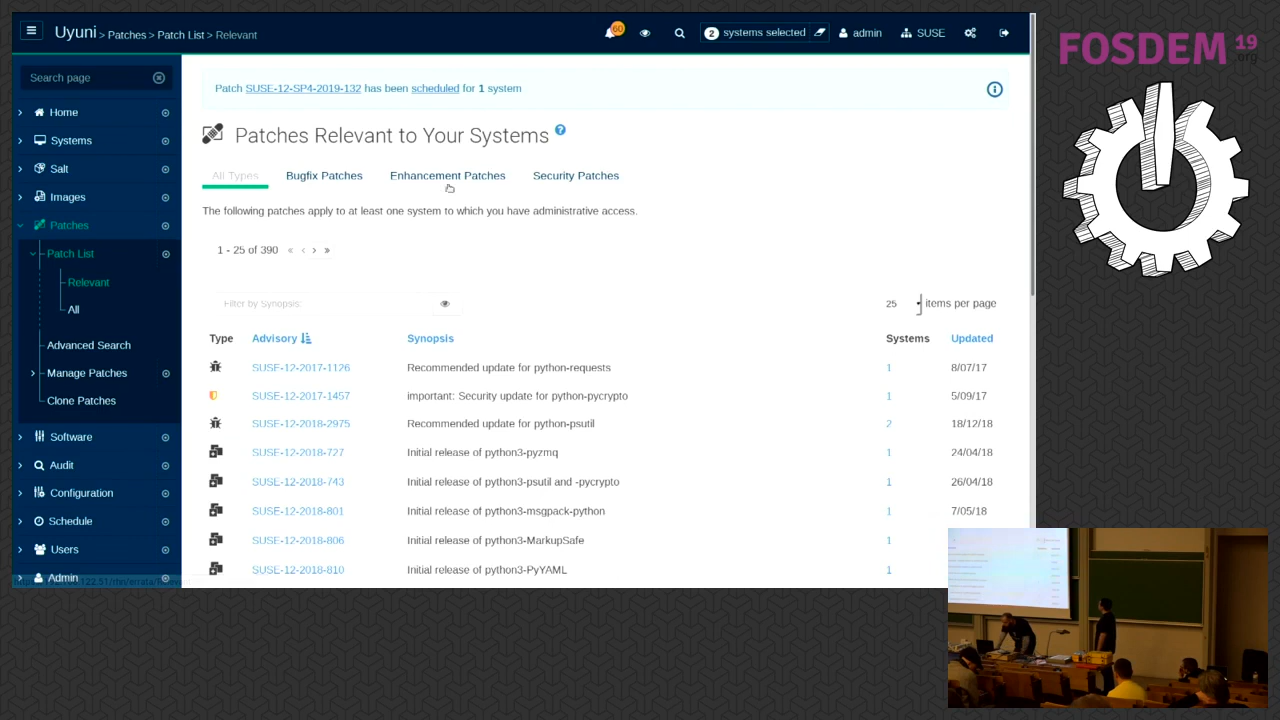 Uyuni > Patches > Patch List > Relevant
60
2 systems selected
admin
SUSE
FOSDEM 19 .org
Search page
Home
Systems
Salt
Images
Patches
Patch List
Relevant
All
Advanced Search
Manage Patches
Clone Patches
Software
Audit
Configuration
Schedule
Users
Admin
Patch SUSE-12-SP4-2019-132 has been scheduled for 1 system
Patches Relevant to Your Systems
All Types Bugfix Patches Enhancement Patches Security Patches
The following patches apply to at least one system to which you have administrative access.
1 - 25 of 390
Filter by Synopsis:
25 items per page
Type Advisory Synopsis Systems Updated
SUSE-12-2017-1126 Recommended update for python-requests 1 8/07/17
SUSE-12-2017-1457 important: Security update for python-pycrypto 1 5/09/17
SUSE-12-2018-2975 Recommended update for python-psutil 2 18/12/18
SUSE-12-2018-727 Initial release of python3-pyzmq 1 24/04/18
SUSE-12-2018-743 Initial release of python3-psutil and -pycrypto 1 26/04/18
SUSE-12-2018-801 Initial release of python3-msgpack-python 1 7/05/18
SUSE-12-2018-806 Initial release of python3-MarkupSafe 1
SUSE-12-2018-810 Initial release of python3-PyYAML 1